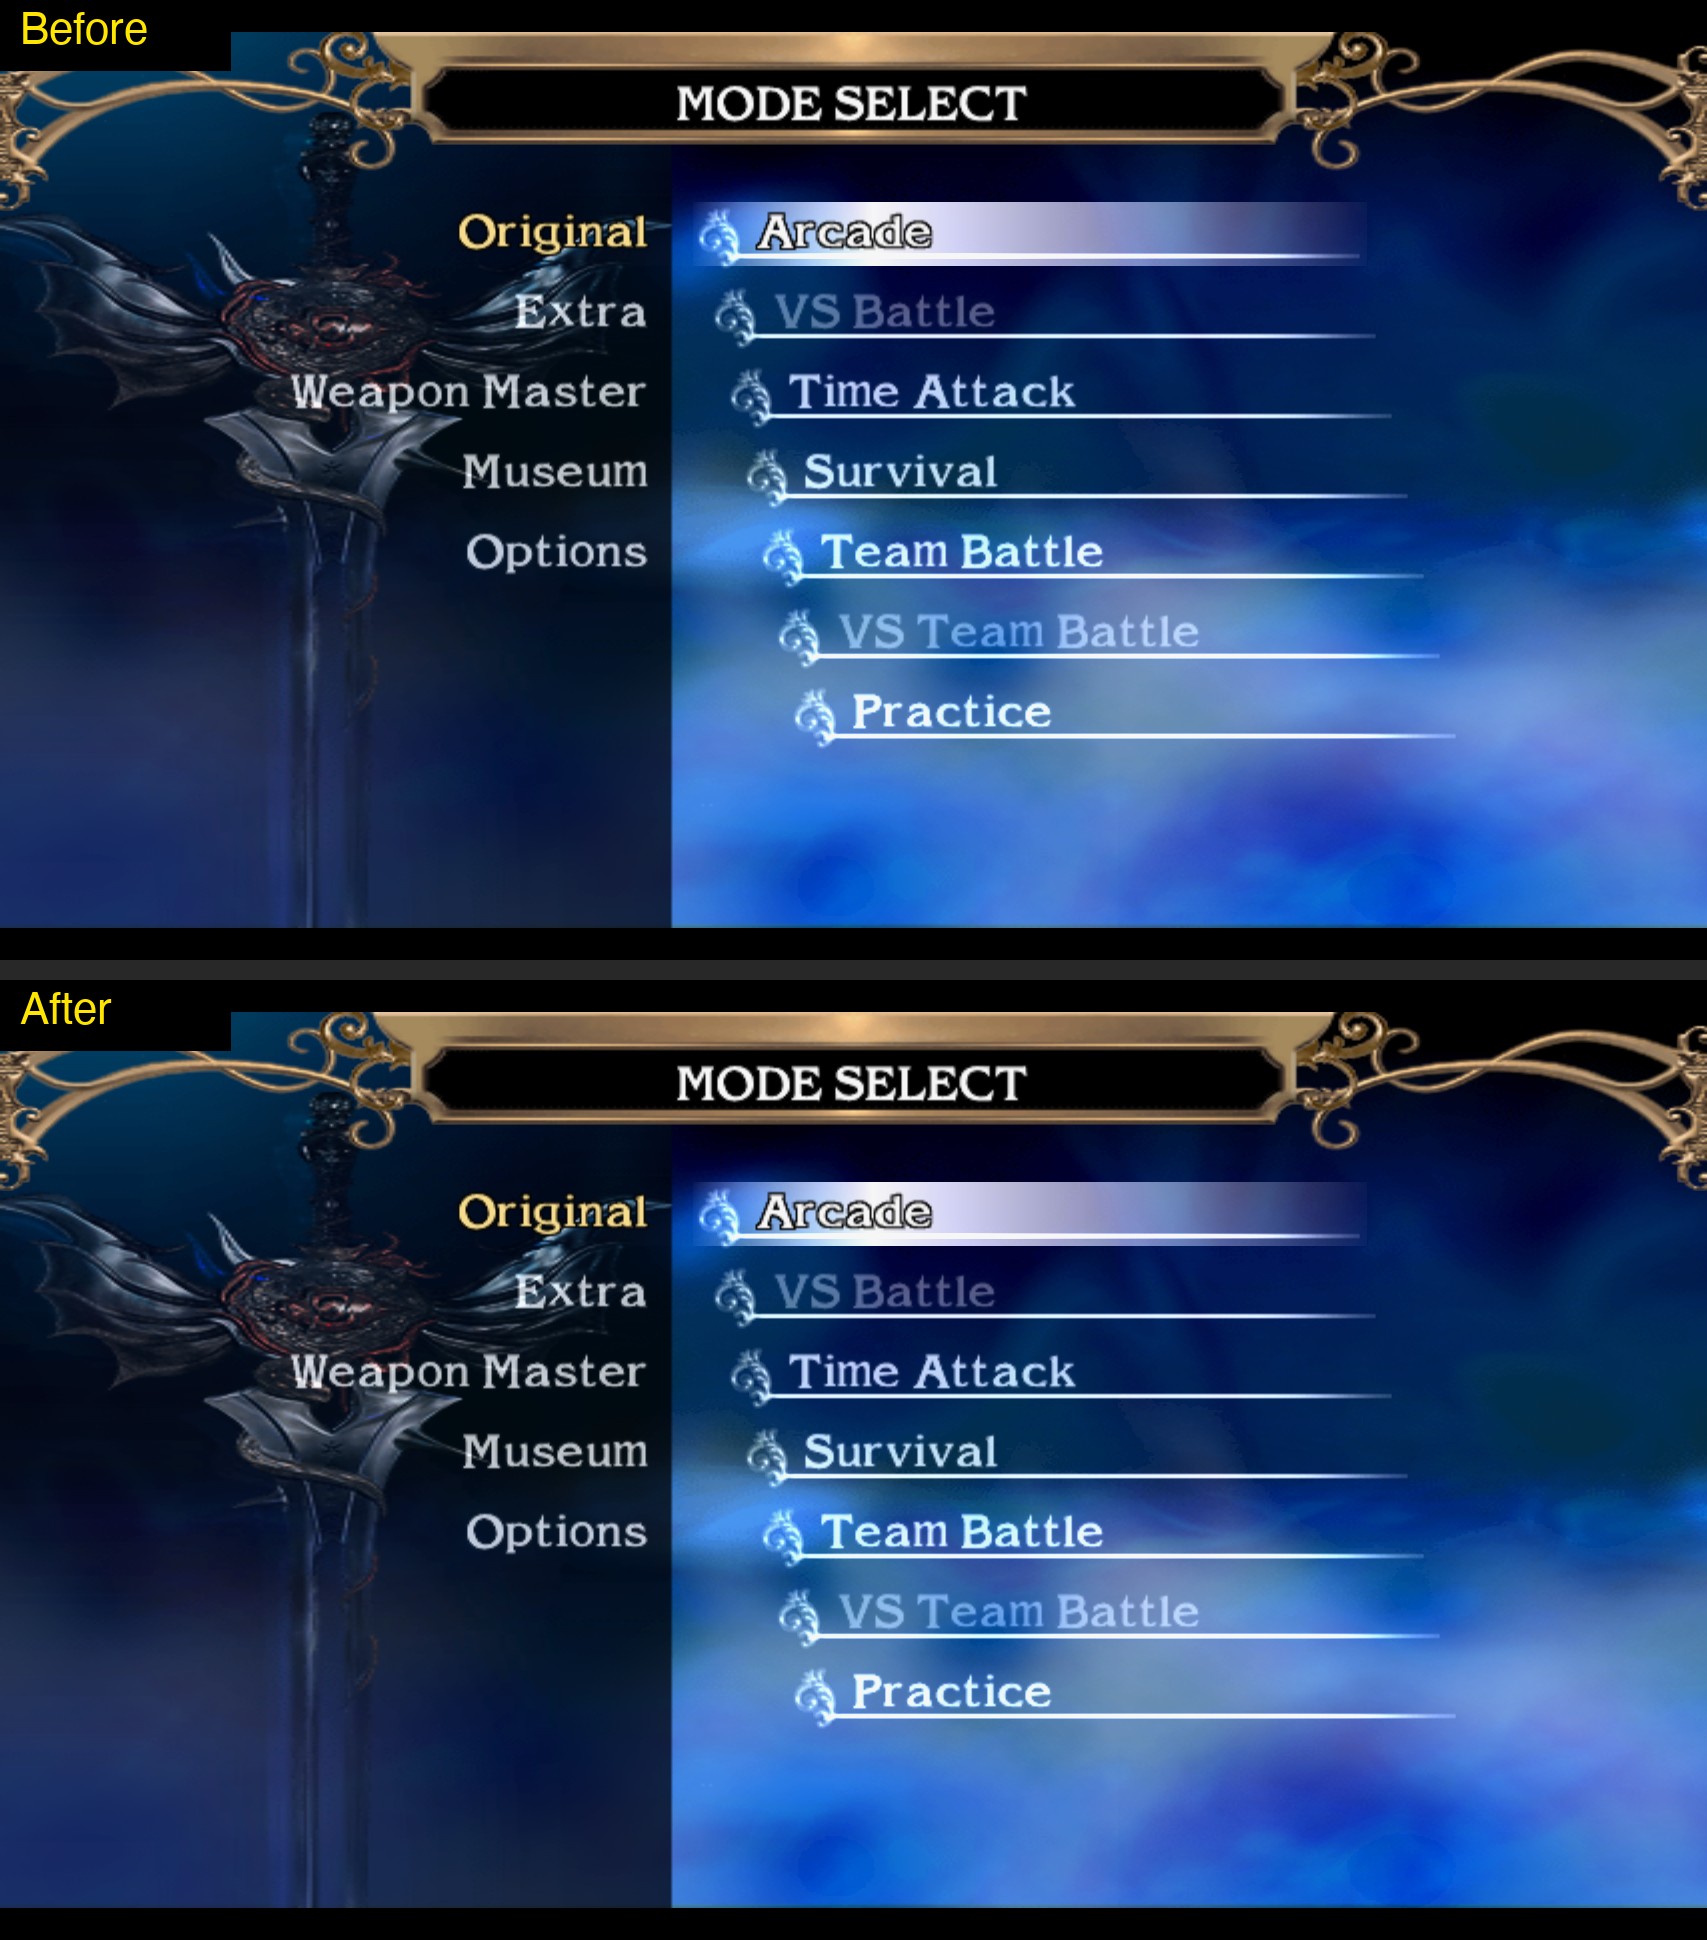 Before
MODE SELECT
Original
Arcade
Extra
VS Battle
Weapon Master
Time Attack
Museum
Survival
Options
Team Battle
VS Team Battle
Practice
After
MODE SELECT
Original
Arcade
Extra
VS Battle
Weapon Master
Time Attack
Museum
Survival
Options
Team Battle
VS Team Battle
Practice